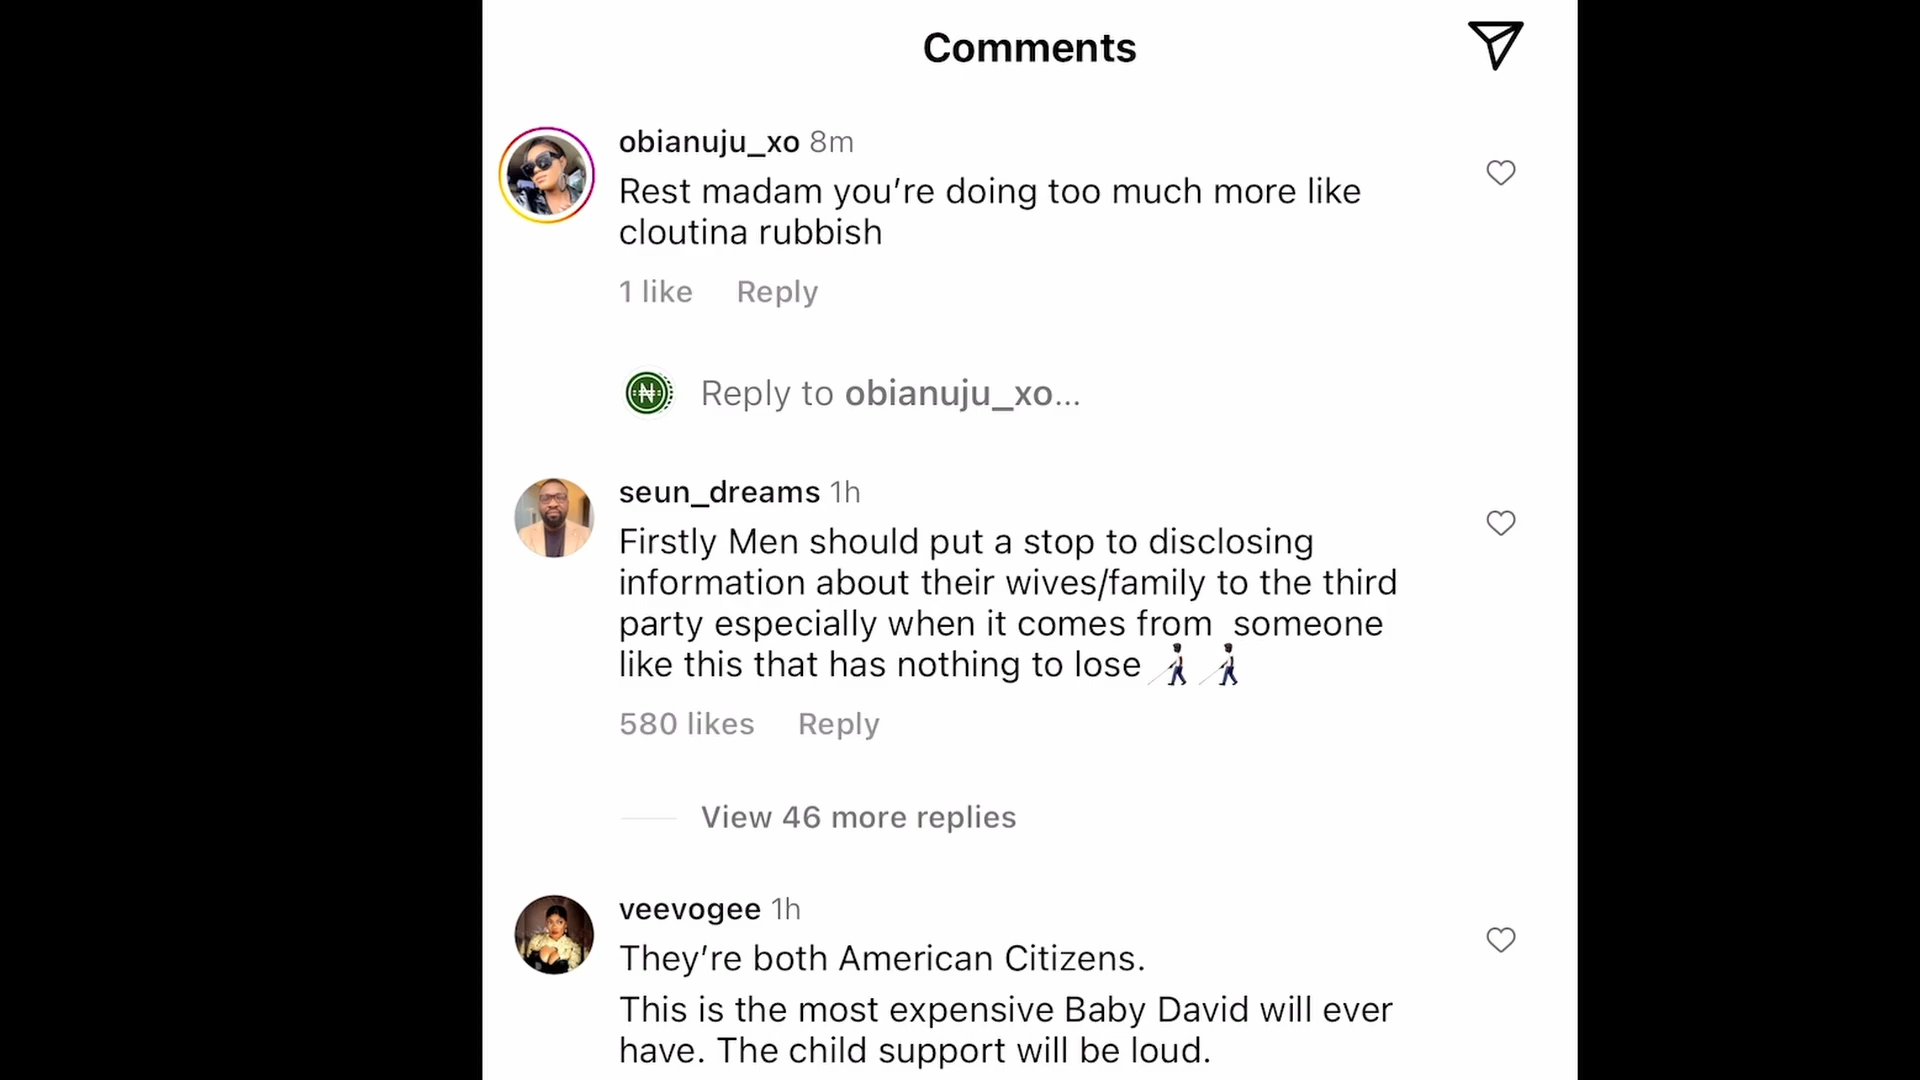 Comments
obianuju_xo 8m
Rest madam you’re doing too much more like
cloutina rubbish
1 like Reply
₦
Reply to obianuju_xo...
seun_dreams 1h
Firstly Men should put a stop to disclosing
information about their wives/family to the third
party especially when it comes from someone
like this that has nothing to lose
580 likes Reply
View 46 more replies
veevogee 1h
They’re both American Citizens.
This is the most expensive Baby David will ever
have. The child support will be loud.